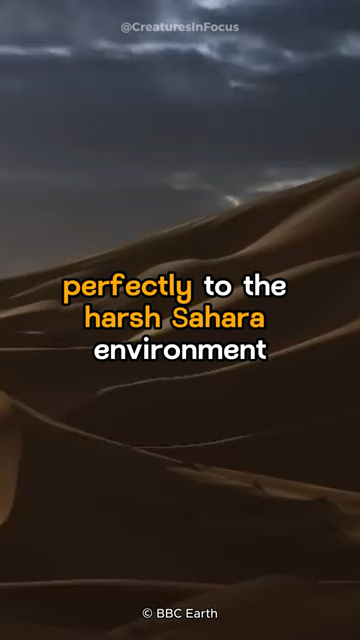 @CreaturesInFocus
perfectly to the
harsh Sahara
environment
© BBC Earth